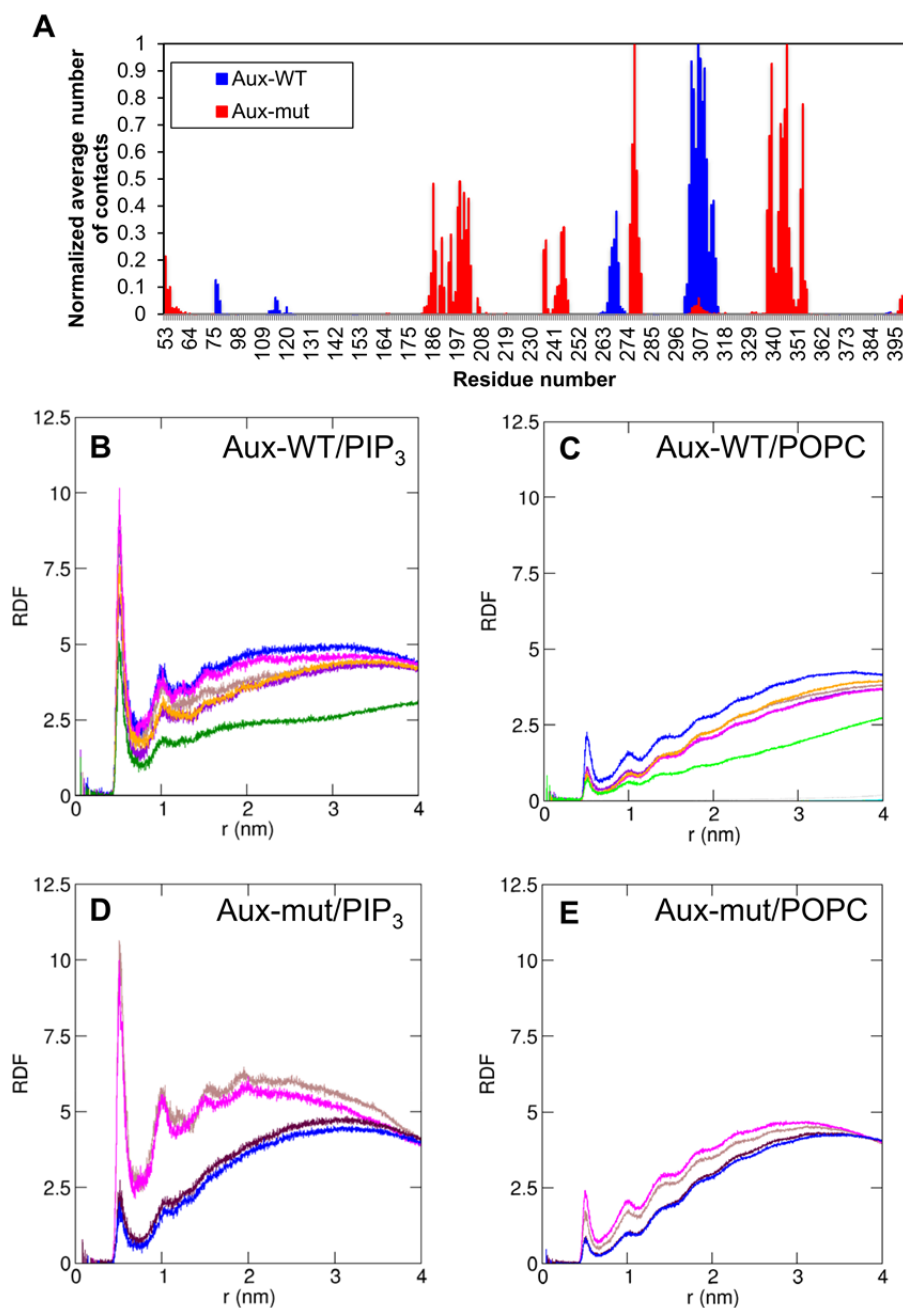 A
Normalized average number
of contacts
1
0.9
0.8
0.7
0.6
0.5
0.4
0.3
0.2
0.1
0
Aux-WT
Aux-mut
53 64 75 98 109 120 131 142 153 164 175 186 197 208 219 230 241 252 263 274 285 296 307 318 329 340 351 362 373 384 395
Residue number
B
Aux-WT/PIP3
12.5
10
7.5
5
2.5
0
RDF
0 1 2 3 4
r (nm)
C
Aux-WT/POPC
12.5
10
7.5
5
2.5
0
RDF
0 1 2 3 4
r (nm)
D
Aux-mut/PIP3
12.5
10
7.5
5
2.5
0
RDF
0 1 2 3 4
r (nm)
E
Aux-mut/POPC
12.5
10
7.5
5
2.5
0
RDF
0 1 2 3 4
r (nm)